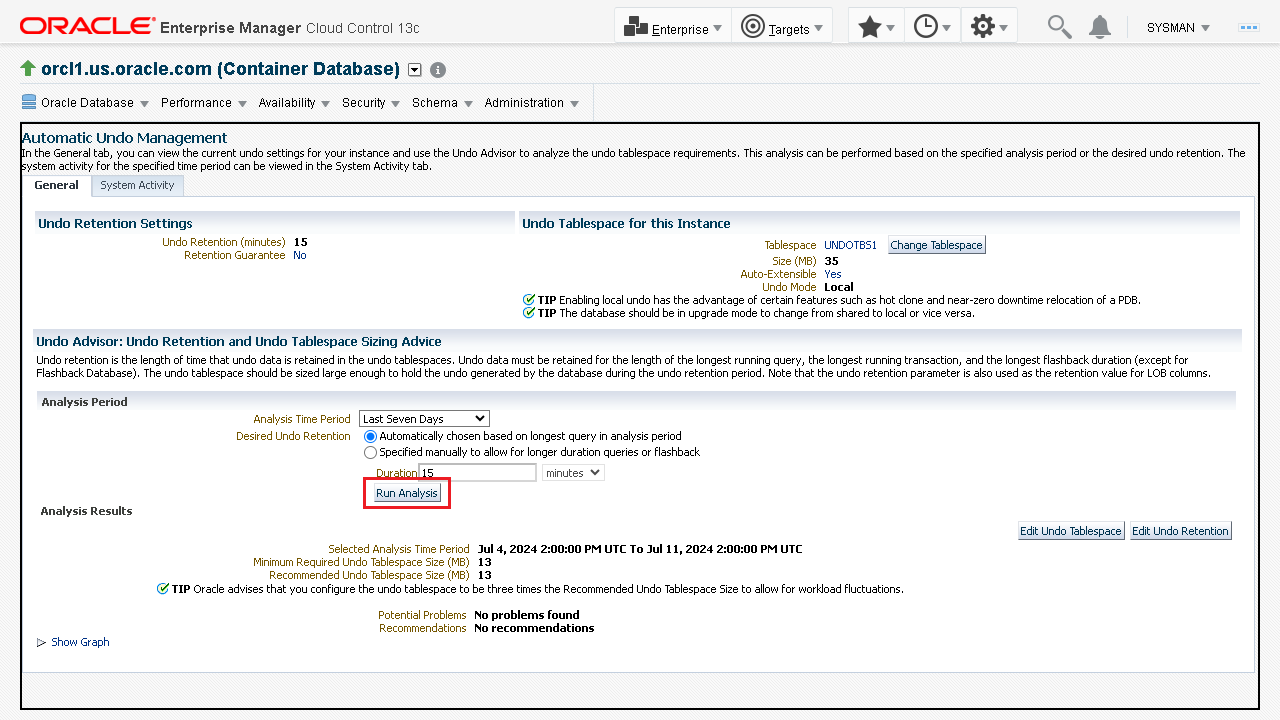 ORACLE® Enterprise Manager Cloud Control 13c
Enterprise Targets SYSMAN
orcl1.us.oracle.com (Container Database)
Oracle Database Performance Availability Security Schema Administration
Automatic Undo Management
In the General tab, you can view the current undo settings for your instance and use the Undo Advisor to analyze the undo tablespace requirements. This analysis can be performed based on the specified analysis period or the desired undo retention. The
system activity for the specified time period can be viewed in the System Activity tab.
General System Activity
Undo Retention Settings
Undo Retention (minutes) 15
Retention Guarantee No
Undo Tablespace for this Instance
Tablespace UNDOTBS1 Change Tablespace
Size (MB) 35
Auto-Extensible Yes
Undo Mode Local
TIP Enabling local undo has the advantage of certain features such as hot clone and near-zero downtime relocation of a PDB.
TIP The database should be in upgrade mode to change from shared to local or vice versa.
Undo Advisor: Undo Retention and Undo Tablespace Sizing Advice
Undo retention is the length of time that undo data is retained in the undo tablespaces. Undo data must be retained for the length of the longest running query, the longest running transaction, and the longest flashback duration (except for
Flashback Database). The undo tablespace should be sized large enough to hold the undo generated by the database during the undo retention period. Note that the undo retention parameter is also used as the retention value for LOB columns.
Analysis Period
Analysis Time Period Last Seven Days
Desired Undo Retention Automatically chosen based on longest query in analysis period
Specified manually to allow for longer duration queries or flashback
Duration 15 minutes
Run Analysis
Analysis Results
Edit Undo Tablespace Edit Undo Retention
Selected Analysis Time Period Jul 4, 2024 2:00:00 PM UTC To Jul 11, 2024 2:00:00 PM UTC
Minimum Required Undo Tablespace Size (MB) 13
Recommended Undo Tablespace Size (MB) 13
TIP Oracle advises that you configure the undo tablespace to be three times the Recommended Undo Tablespace Size to allow for workload fluctuations.
Potential Problems No problems found
Recommendations No recommendations
Show Graph